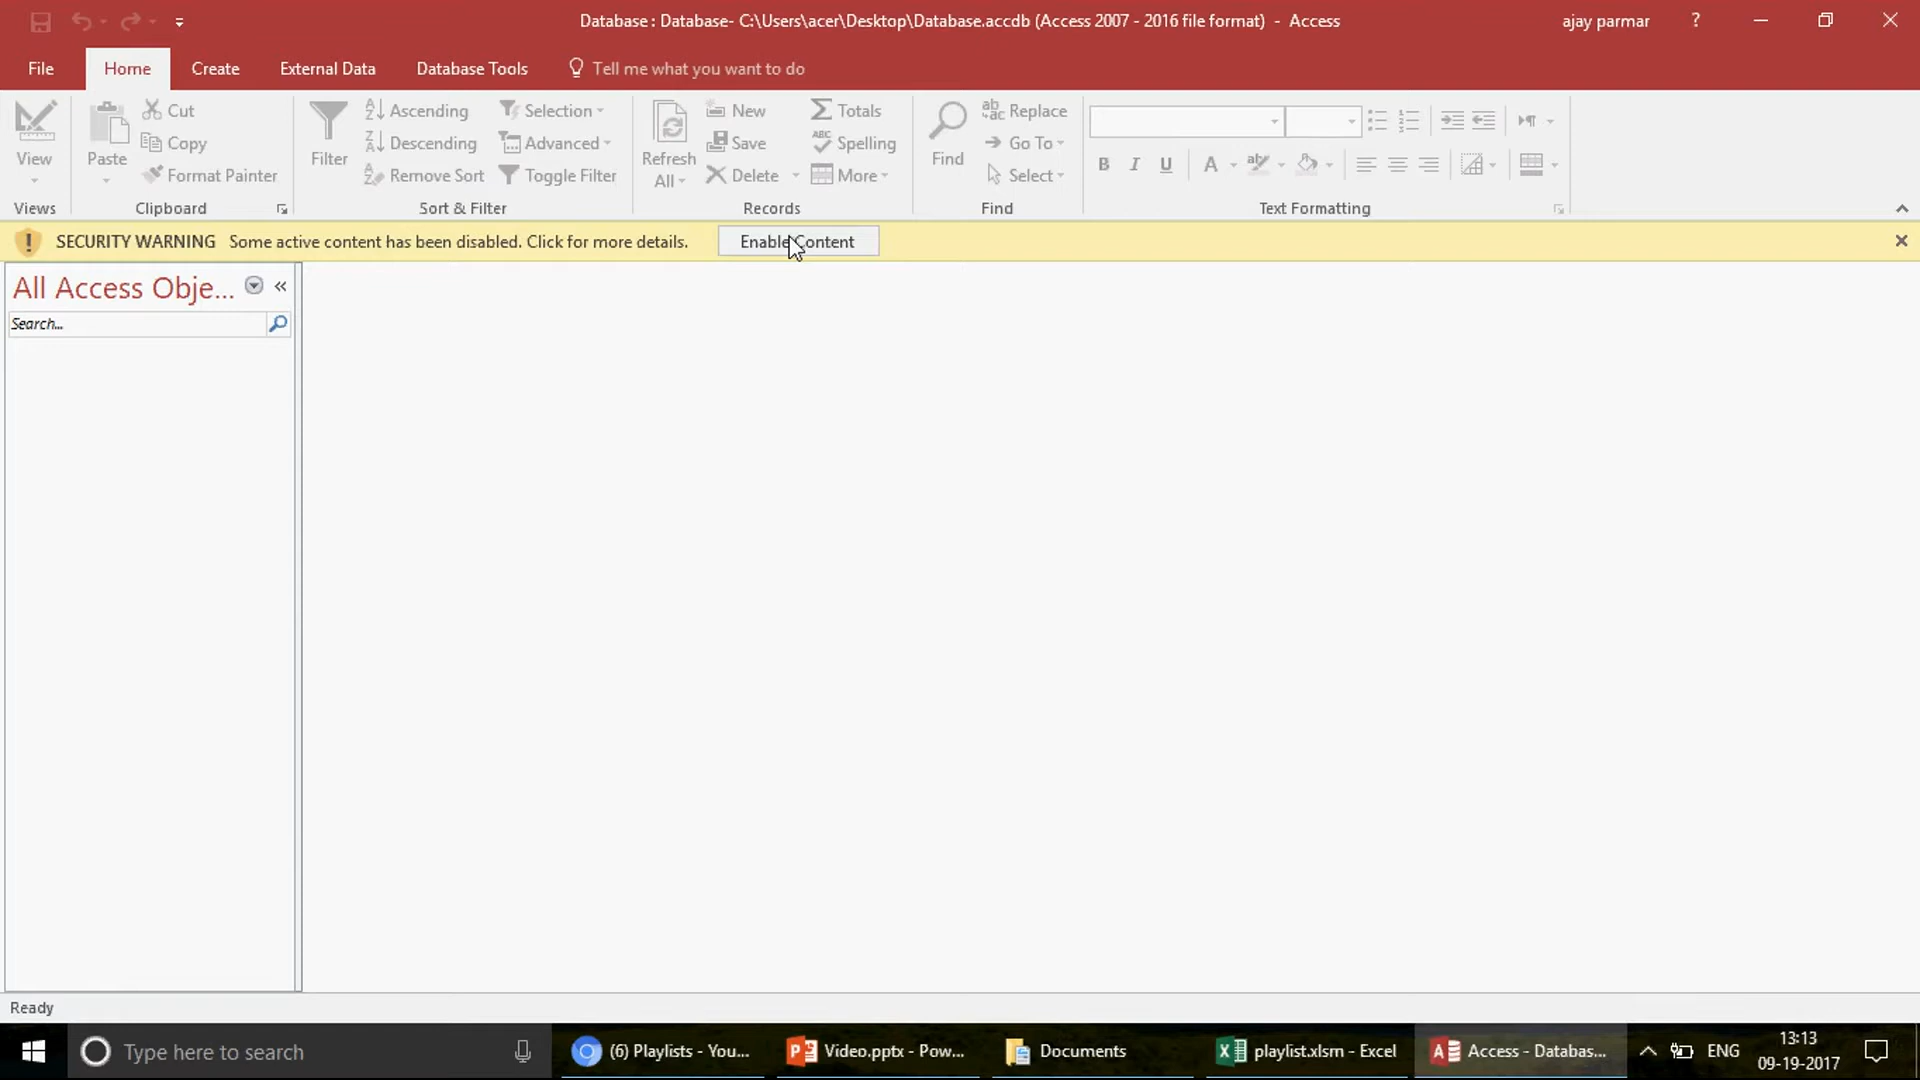 Database : Database- C:\Users\acer\Desktop\Database.accdb (Access 2007 - 2016 file format) - Access
ajay parmar
?
File
Home
Create
External Data
Database Tools
Tell me what you want to do
View
Paste
Cut
Copy
Format Painter
Filter
Ascending
Descending
Remove Sort
Selection
Advanced
Toggle Filter
Refresh
All
New
Save
Delete
Totals
Spelling
More
Find
Replace
Go To
Select
B I U
Views
Clipboard
Sort & Filter
Records
Find
Text Formatting
SECURITY WARNING Some active content has been disabled. Click for more details.
Enable Content
All Access Obje...
Search...
Ready
Type here to search
(6) Playlists - You...
Video.pptx - Pow...
Documents
playlist.xlsm - Excel
Access - Databas...
ENG
13:13
09-19-2017